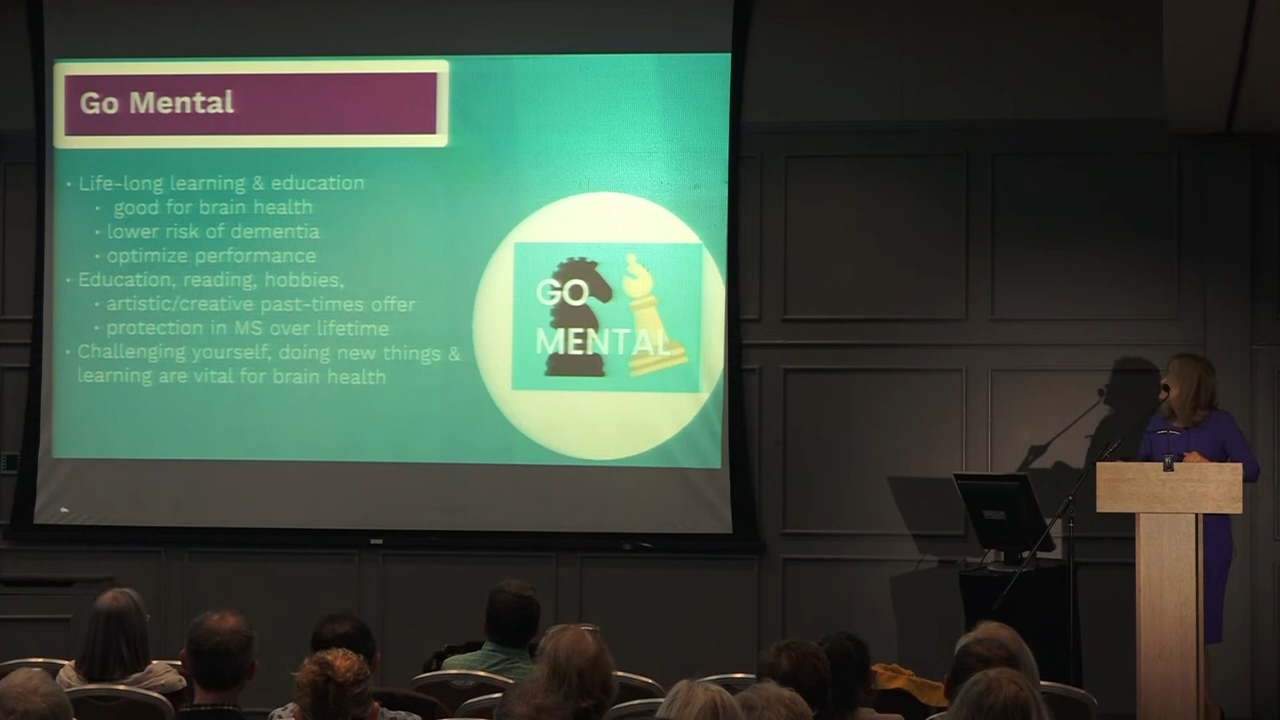 Go Mental
• Life-long learning & education
• good for brain health
• lower risk of dementia
• optimize performance
• Education, reading, hobbies,
• artistic/creative past-times offer
• protection in MS over lifetime
• Challenging yourself, doing new things &
learning are vital for brain health
GO
MENTAL